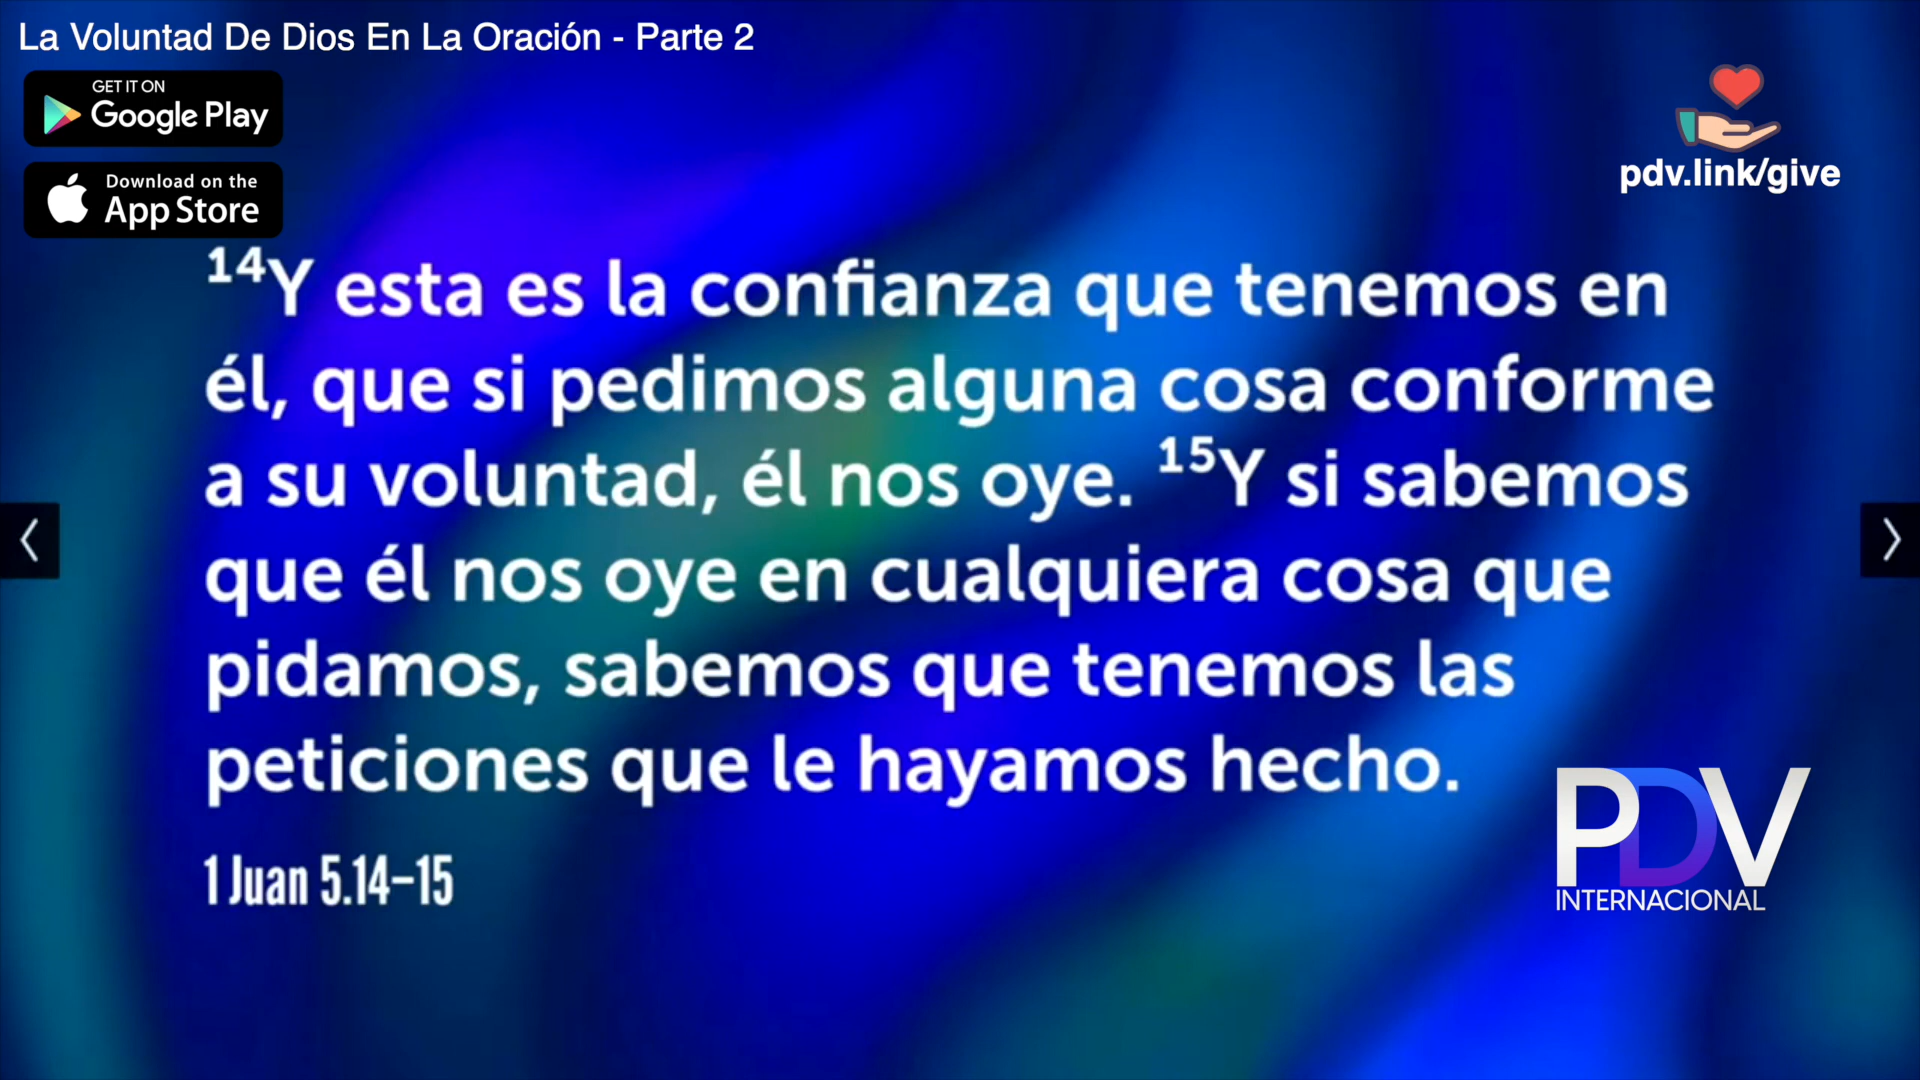 La Voluntad De Dios En La Oración - Parte 2
GET IT ON
Google Play
Download on the
App Store
pdv.link/give
14Y esta es la confianza que tenemos en
él, que si pedimos alguna cosa conforme
a su voluntad, él nos oye. 15Y si sabemos
que él nos oye en cualquiera cosa que
pidamos, sabemos que tenemos las
peticiones que le hayamos hecho.
1 Juan 5.14–15
PDV
INTERNACIONAL